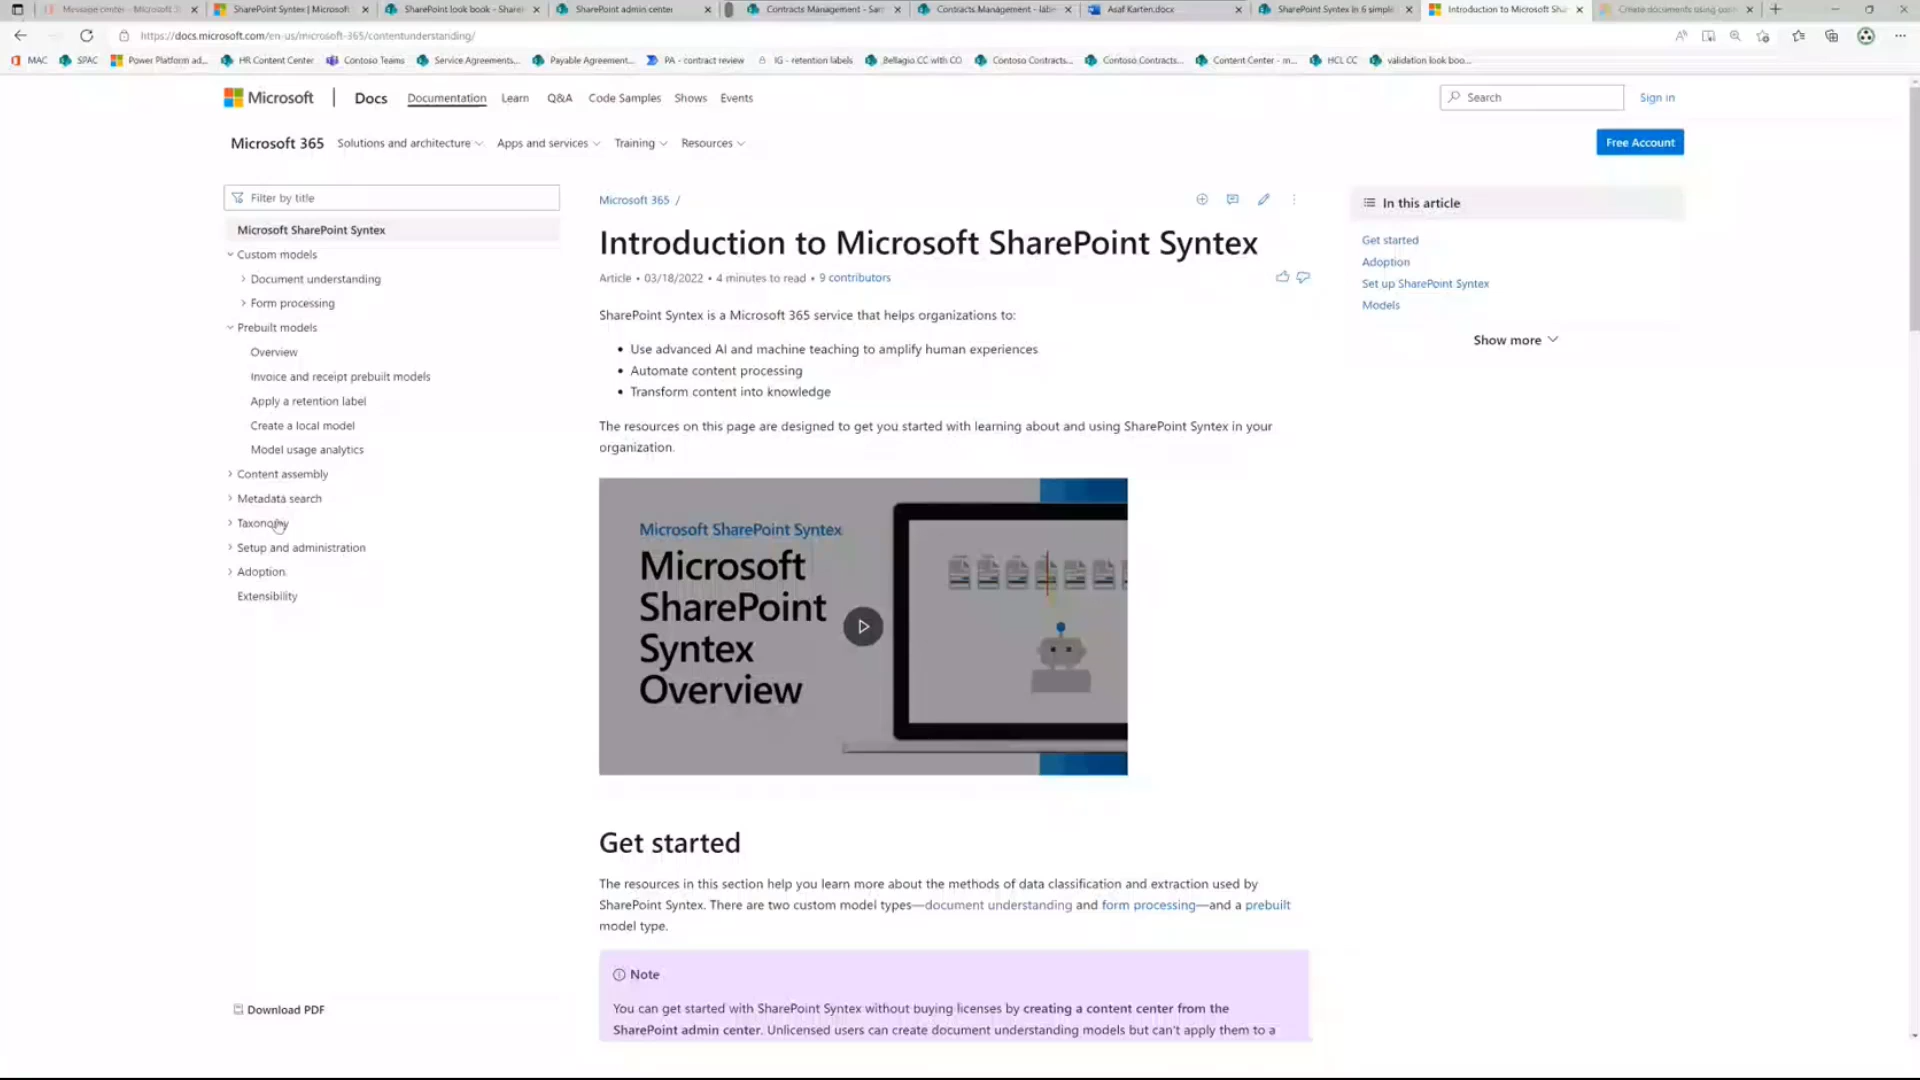 Message center - Microsoft 3
SharePoint Syntex | Microsoft
SharePoint look book - Share
SharePoint admin center
Contracts Management - Sar
Contracts Management - lab
Asaf Karten.docx
SharePoint Syntex in 6 simple
Introduction to Microsoft Sha
Create documents using
https://docs.microsoft.com/en-us/microsoft-365/contentunderstanding/
MAC
SPAC
Power Platform ad...
HR Content Center
Contoso Teams
Service Agreements...
Payable Agreement...
PA - contract review
IG - retention labels
Bellagio CC with CO
Contoso Contracts...
Contoso Contracts...
Content Center - m...
HCL CC
validation look boo...
Microsoft
Docs
Documentation
Learn
Q&A
Code Samples
Shows
Events
Search
Sign in
Microsoft 365
Solutions and architecture
Apps and services
Training
Resources
Free Account
Filter by title
Microsoft SharePoint Syntex
Custom models
Document understanding
Form processing
Prebuilt models
Overview
Invoice and receipt prebuilt models
Apply a retention label
Create a local model
Model usage analytics
Content assembly
Metadata search
Taxonomy
Setup and administration
Adoption
Extensibility
Download PDF
Microsoft 365 /
Introduction to Microsoft SharePoint Syntex
Article • 03/18/2022 • 4 minutes to read • 9 contributors
SharePoint Syntex is a Microsoft 365 service that helps organizations to:
• Use advanced AI and machine teaching to amplify human experiences
• Automate content processing
• Transform content into knowledge
The resources on this page are designed to get you started with learning about and using SharePoint Syntex in your
organization.
Microsoft SharePoint Syntex
Microsoft
SharePoint
Syntex
Overview
Get started
The resources in this section help you learn more about the methods of data classification and extraction used by
SharePoint Syntex. There are two custom model types—document understanding and form processing—and a prebuilt
model type.
Note
You can get started with SharePoint Syntex without buying licenses by creating a content center from the
SharePoint admin center. Unlicensed users can create document understanding models but can't apply them to a
In this article
Get started
Adoption
Set up SharePoint Syntex
Models
Show more